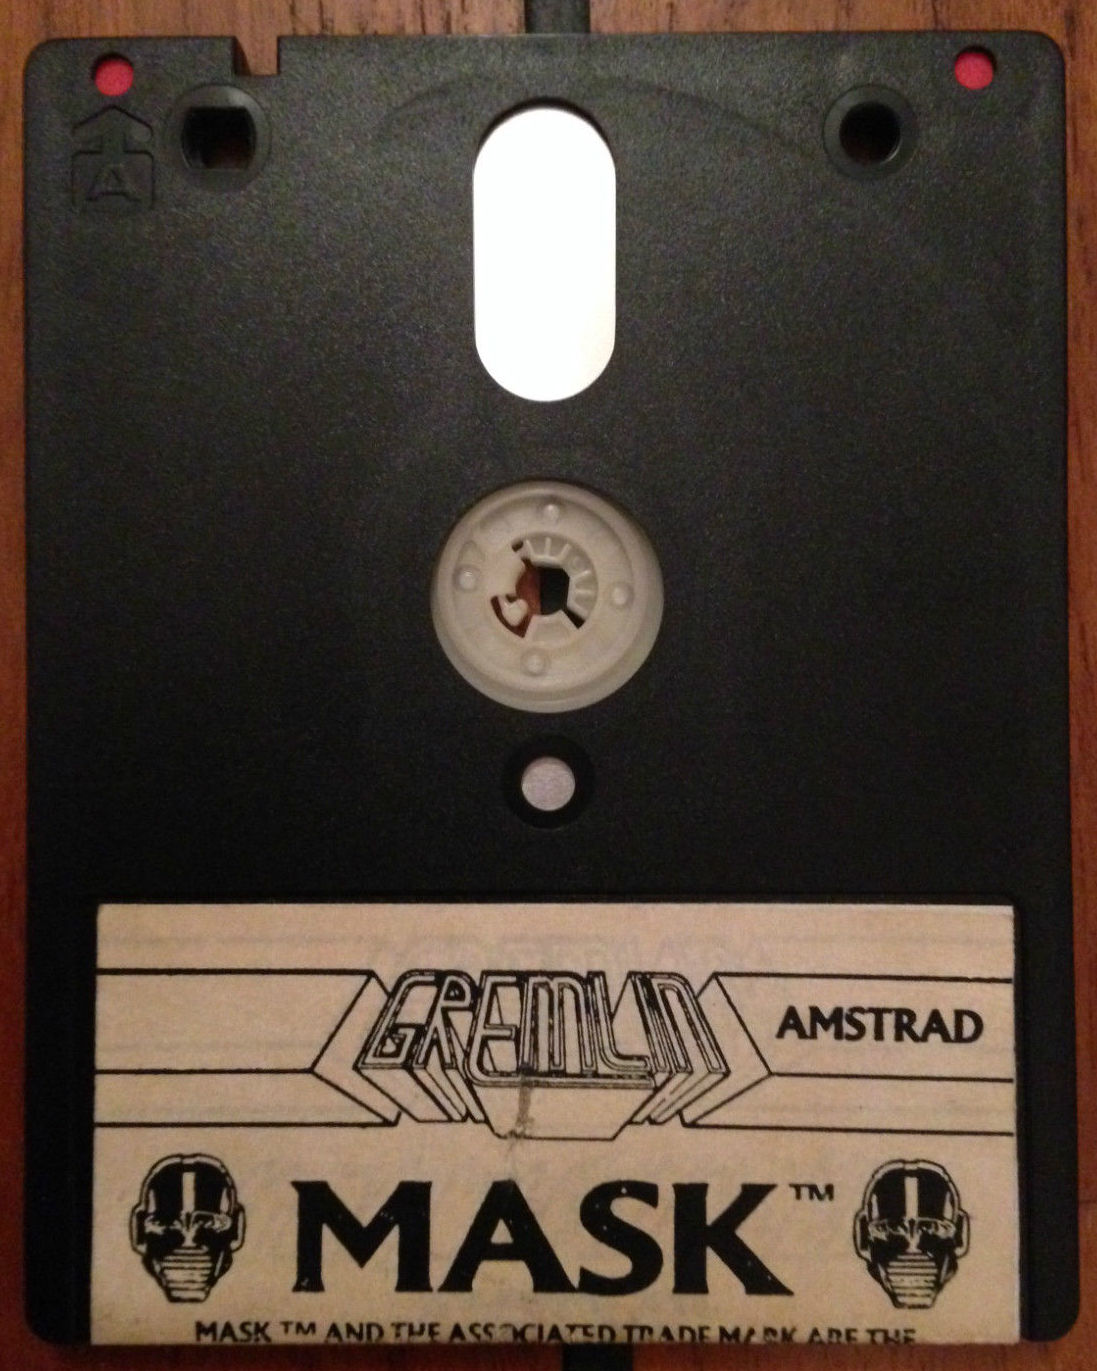 A
GREMLIN
AMSTRAD
MASK™
MASK ™ AND THE ASSOCIATED TRADE MARK ARE THE